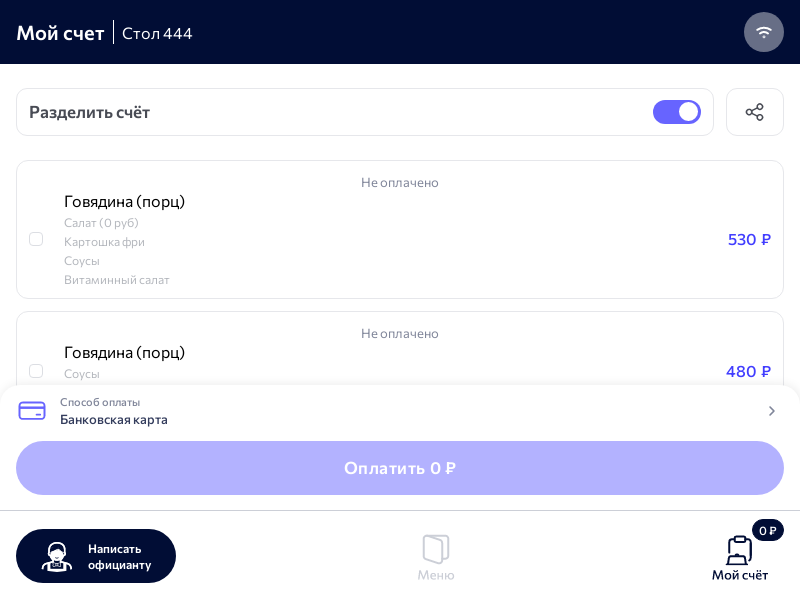 Мой счет
Стол 444
Разделить счёт
Не оплачено
Говядина (порц)
Салат (0 руб)
Картошка фри
Соусы
Витаминный салат
530 ₽
Не оплачено
Говядина (порц)
Соусы
480 ₽
Способ оплаты
Банковская карта
Оплатить 0 ₽
Написать
официанту
Меню
0 ₽
Мой счёт